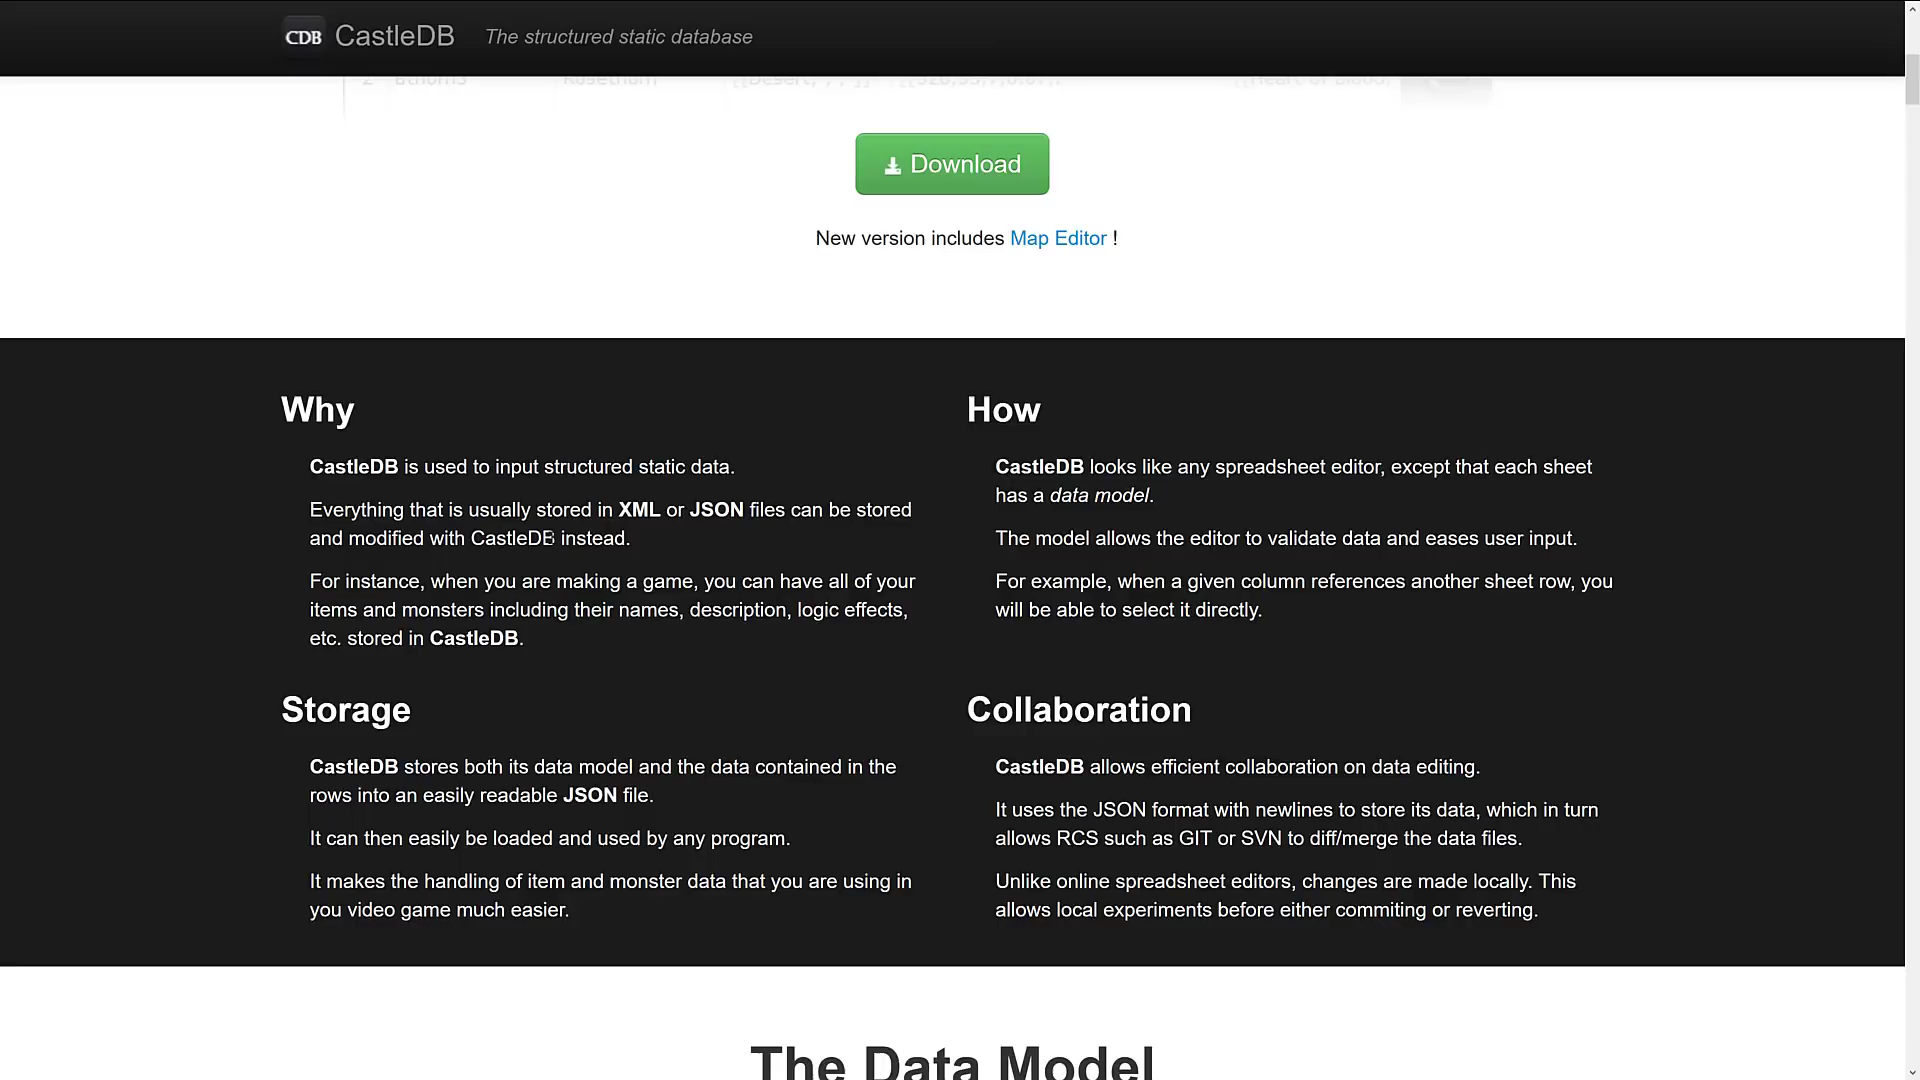 CDB CastleDB The structured static database
Download
New version includes Map Editor !
Why
CastleDB is used to input structured static data.
Everything that is usually stored in XML or JSON files can be stored
and modified with CastleDB instead.
For instance, when you are making a game, you can have all of your
items and monsters including their names, description, logic effects,
etc. stored in CastleDB.
How
CastleDB looks like any spreadsheet editor, except that each sheet
has a data model.
The model allows the editor to validate data and eases user input.
For example, when a given column references another sheet row, you
will be able to select it directly.
Storage
CastleDB stores both its data model and the data contained in the
rows into an easily readable JSON file.
It can then easily be loaded and used by any program.
It makes the handling of item and monster data that you are using in
you video game much easier.
Collaboration
CastleDB allows efficient collaboration on data editing.
It uses the JSON format with newlines to store its data, which in turn
allows RCS such as GIT or SVN to diff/merge the data files.
Unlike online spreadsheet editors, changes are made locally. This
allows local experiments before either commiting or reverting.
The Data Model